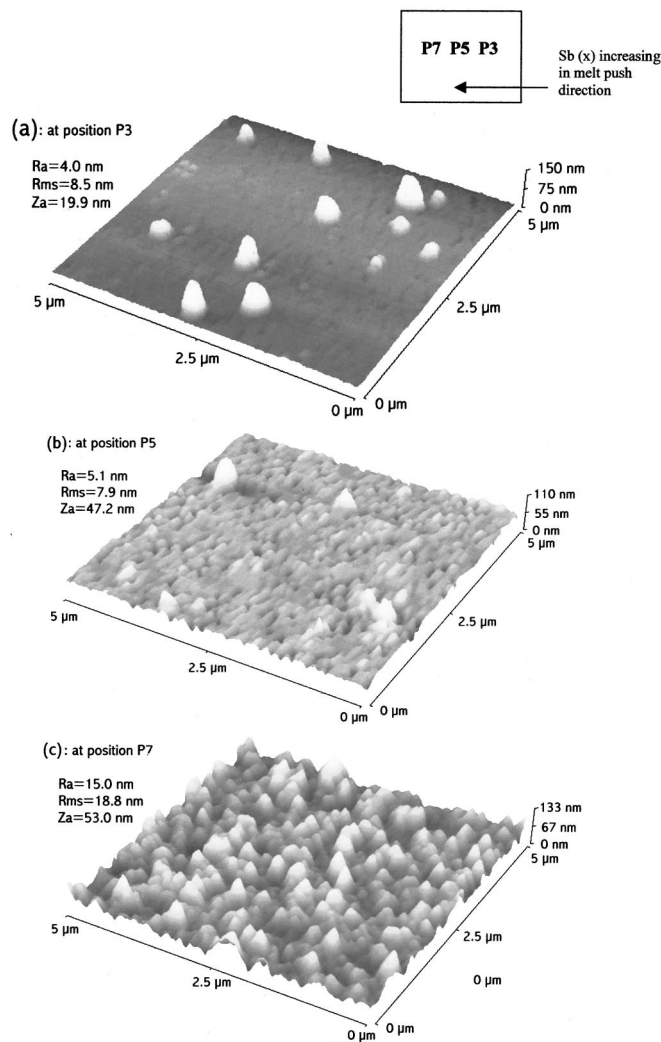 P7 P5 P3
Sb (x) increasing
in melt push
direction
(a): at position P3
Ra=4.0 nm
Rms=8.5 nm
Za=19.9 nm
150 nm
75 nm
0 nm
5 µm
2.5 µm
0 µm
5 µm
2.5 µm
0 µm
(b): at position P5
Ra=5.1 nm
Rms=7.9 nm
Za=47.2 nm
110 nm
55 nm
0 nm
5 µm
2.5 µm
0 µm
5 µm
2.5 µm
0 µm
(c): at position P7
Ra=15.0 nm
Rms=18.8 nm
Za=53.0 nm
133 nm
67 nm
0 nm
5 µm
2.5 µm
0 µm
5 µm
2.5 µm
0 µm
0 µm